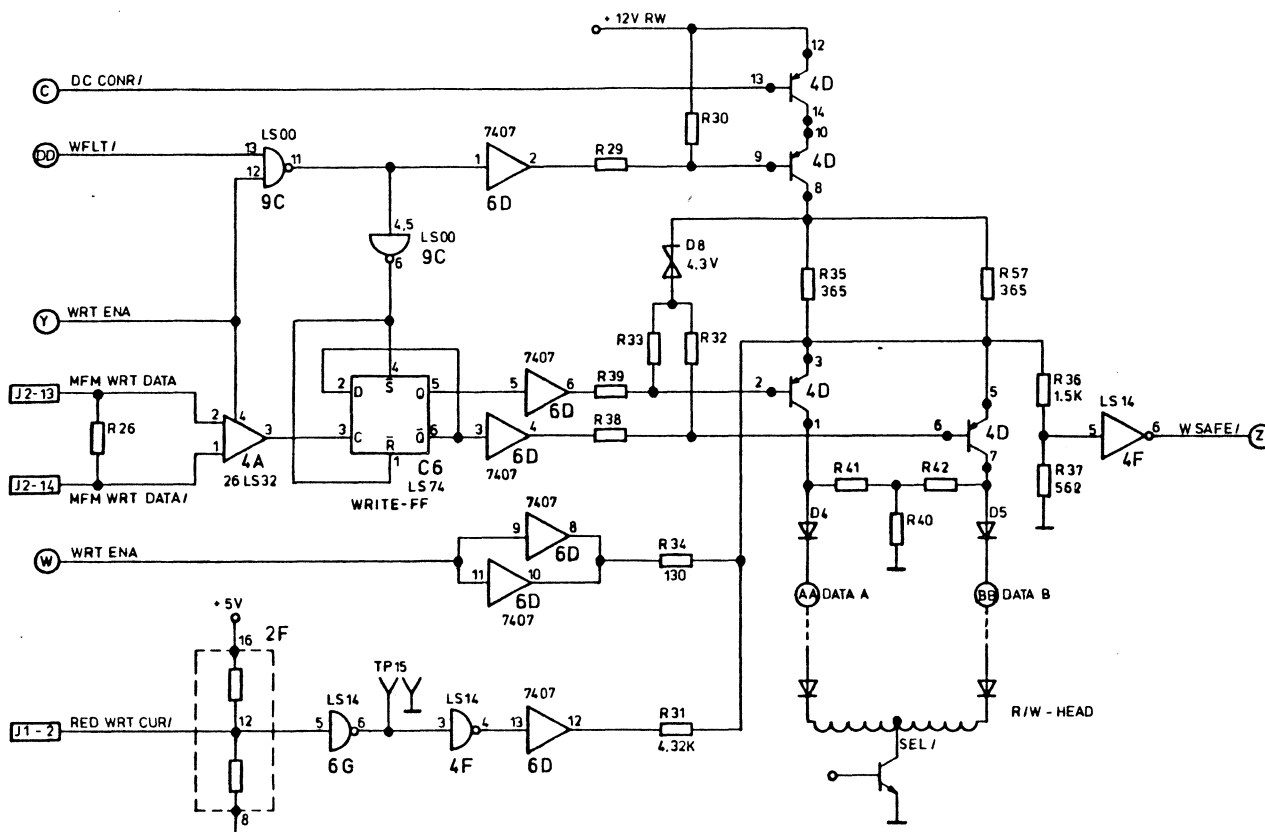 + 12V RW
12
C DC CONR/
13
4D
14
DD WFLT/
LS00
13
12
11
9C
7407
1
2
6D
R29
R30
10
9
4D
8
4,5
LS00
6
9C
D8
4.3V
R35
365
R57
365
Y WRT ENA
R33
R32
J2-13 MFM WRT DATA
R26
J2-14
MFM WRT DATA/
2
1
4
3
4A
26LS32
4
2
D
S
Q
5
3
C
R
Q
6
1
C6
LS74
WRITE-FF
7407
5
6
6D
R39
3
4
6D
7407
R38
3
2
4D
1
5
6
4D
7
R36
1.5K
LS14
5
6
4F
WSAFE/
Z
R37
56Ω
R41
R42
R40
D4
D5
W WRT ENA
7407
9
8
6D
11
10
6D
7407
R34
130
AA DATA A
BB DATA B
+5V
16
2F
TP15
J1-2
RED WRT CUR/
12
LS14
5
6
6G
LS14
3
4
4F
7407
13
12
6D
R31
4.32K
R/W-HEAD
SEL/
8